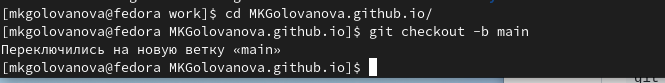 [mkgolovanova@fedora work]$ cd MKGolovanova.github.io/
[mkgolovanova@fedora MKGolovanova.github.io]$ git checkout -b main
Переключились на новую ветку «main»
[mkgolovanova@fedora MKGolovanova.github.io]$